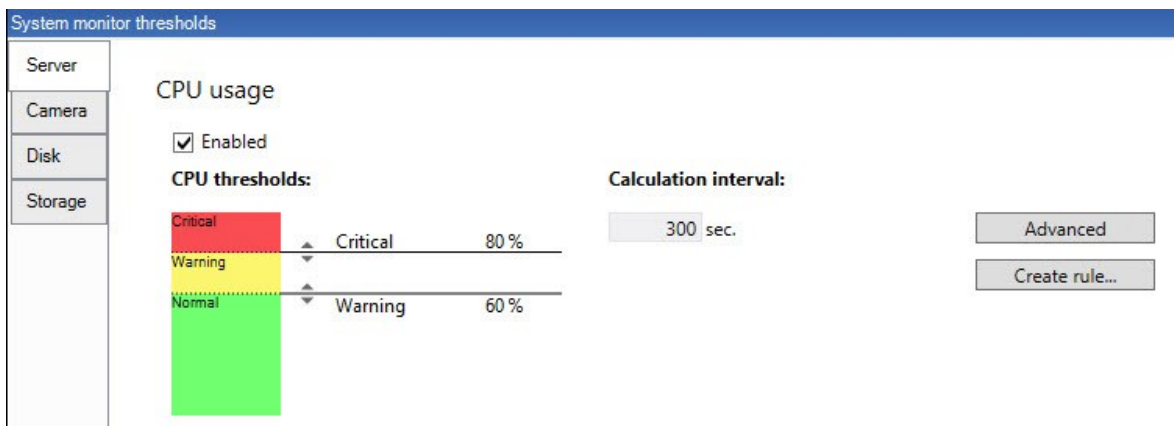 System monitor thresholds
Server
Camera
Disk
Storage
CPU usage
Enabled
CPU thresholds:
Critical
Warning
Normal
Critical 80 %
Warning 60 %
Calculation interval:
300 sec.
Advanced
Create rule...